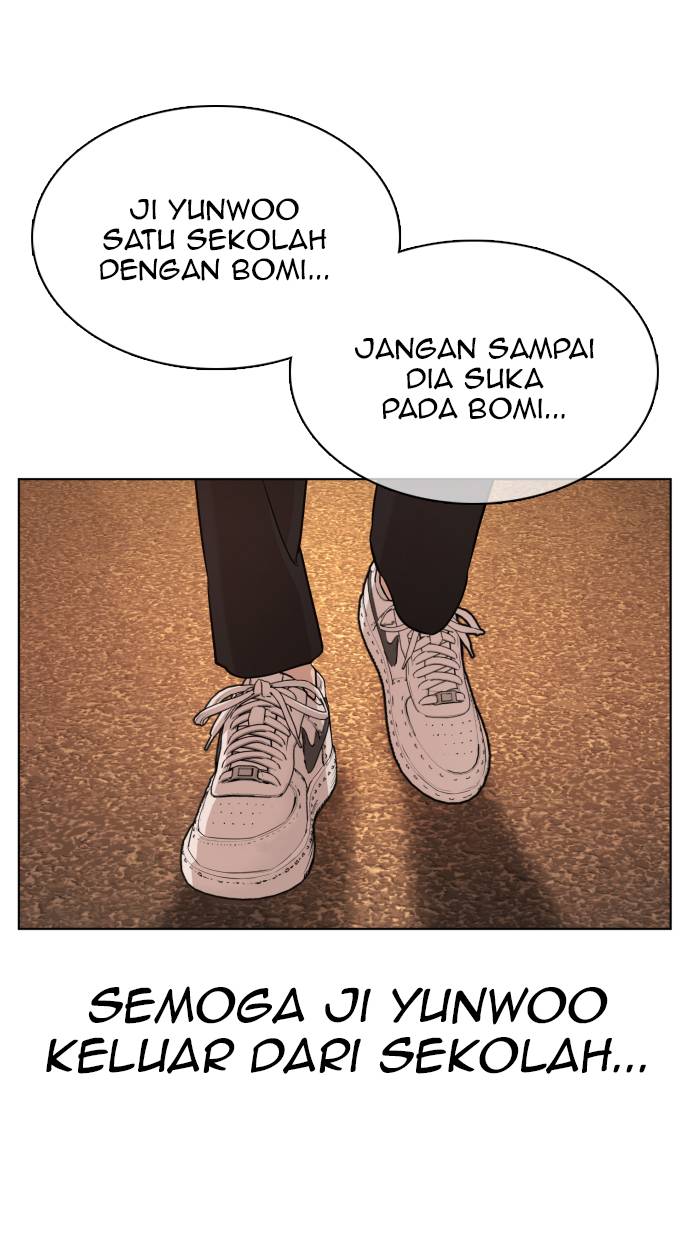 JI YUNWOO
SATU SEKOLAH
DENGAN BOMI...
JANGAN SAMPAI
DIA SUKA
PADA BOMI...
SEMOGA JI YUNWOO
KELUAR DARI SEKOLAH...